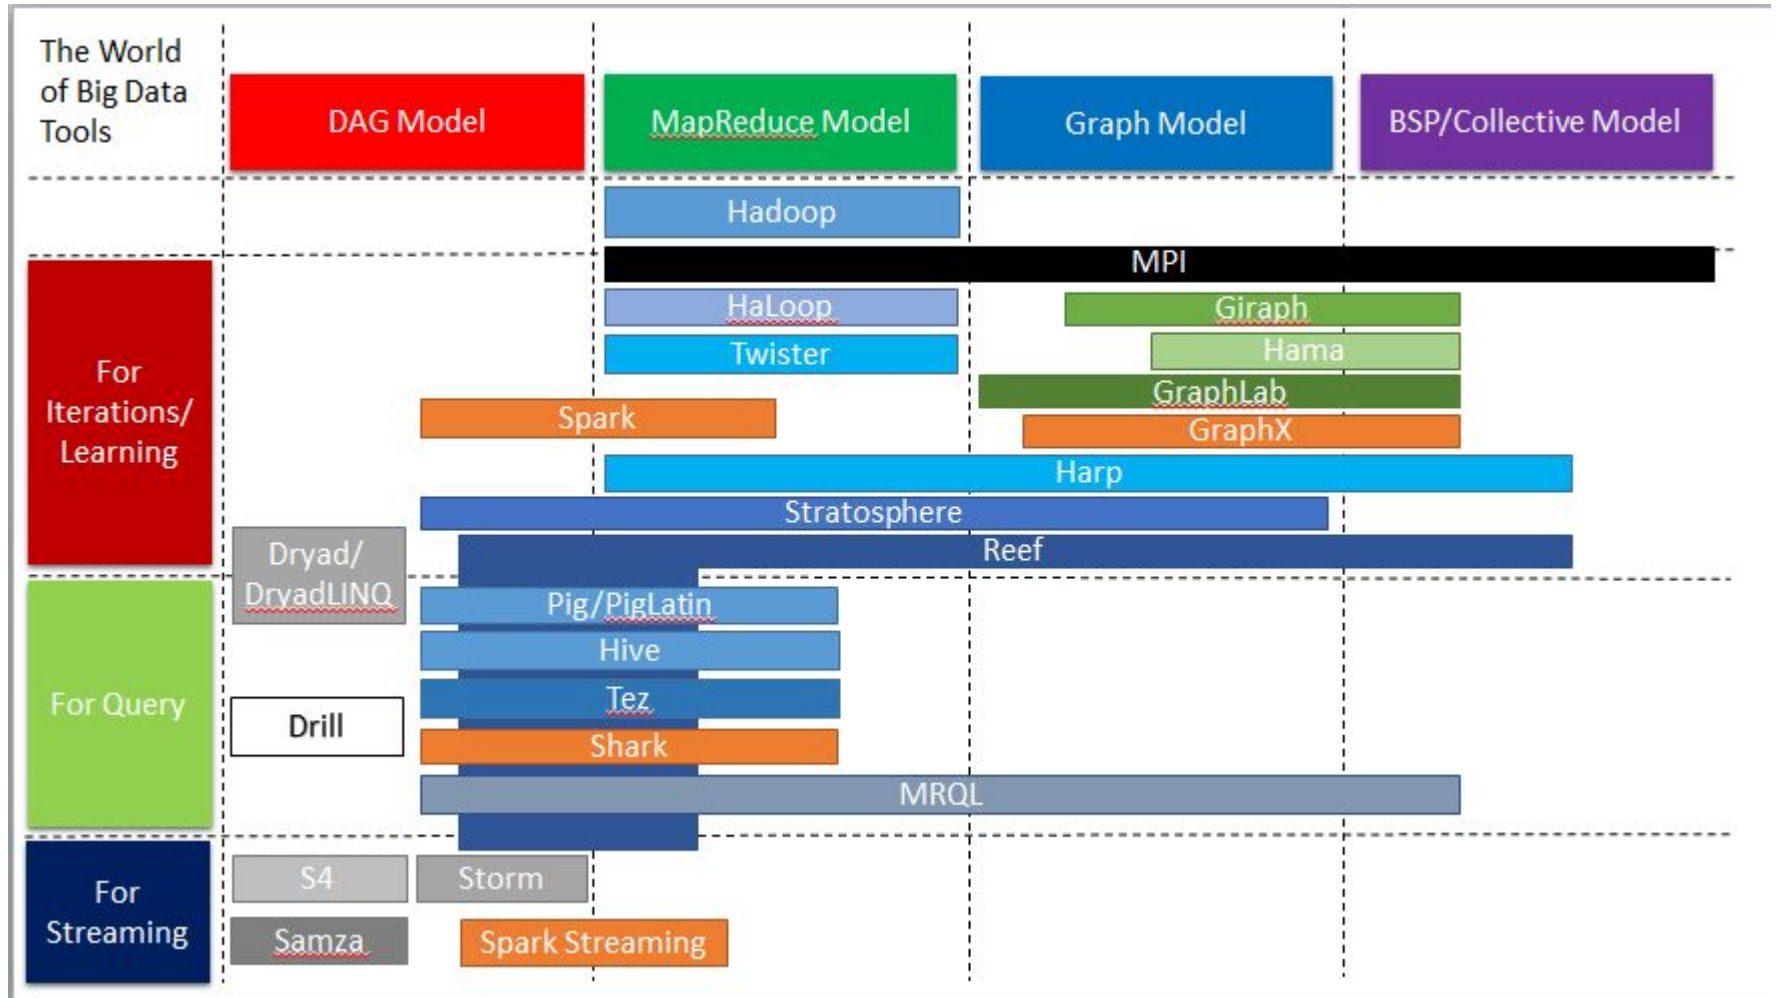 The World
of Big Data
Tools
DAG Model
MapReduce Model
Graph Model
BSP/Collective Model
Hadoop
MPI
For
Iterations/
Learning
HaLoop
Giraph
Twister
Hama
GraphLab
Spark
GraphX
Harp
Stratosphere
Reef
Dryad/
DryadLINQ
For Query
Pig/PigLatin
Hive
Tez
Drill
Shark
MRQL
For
Streaming
S4
Storm
Samza
Spark Streaming